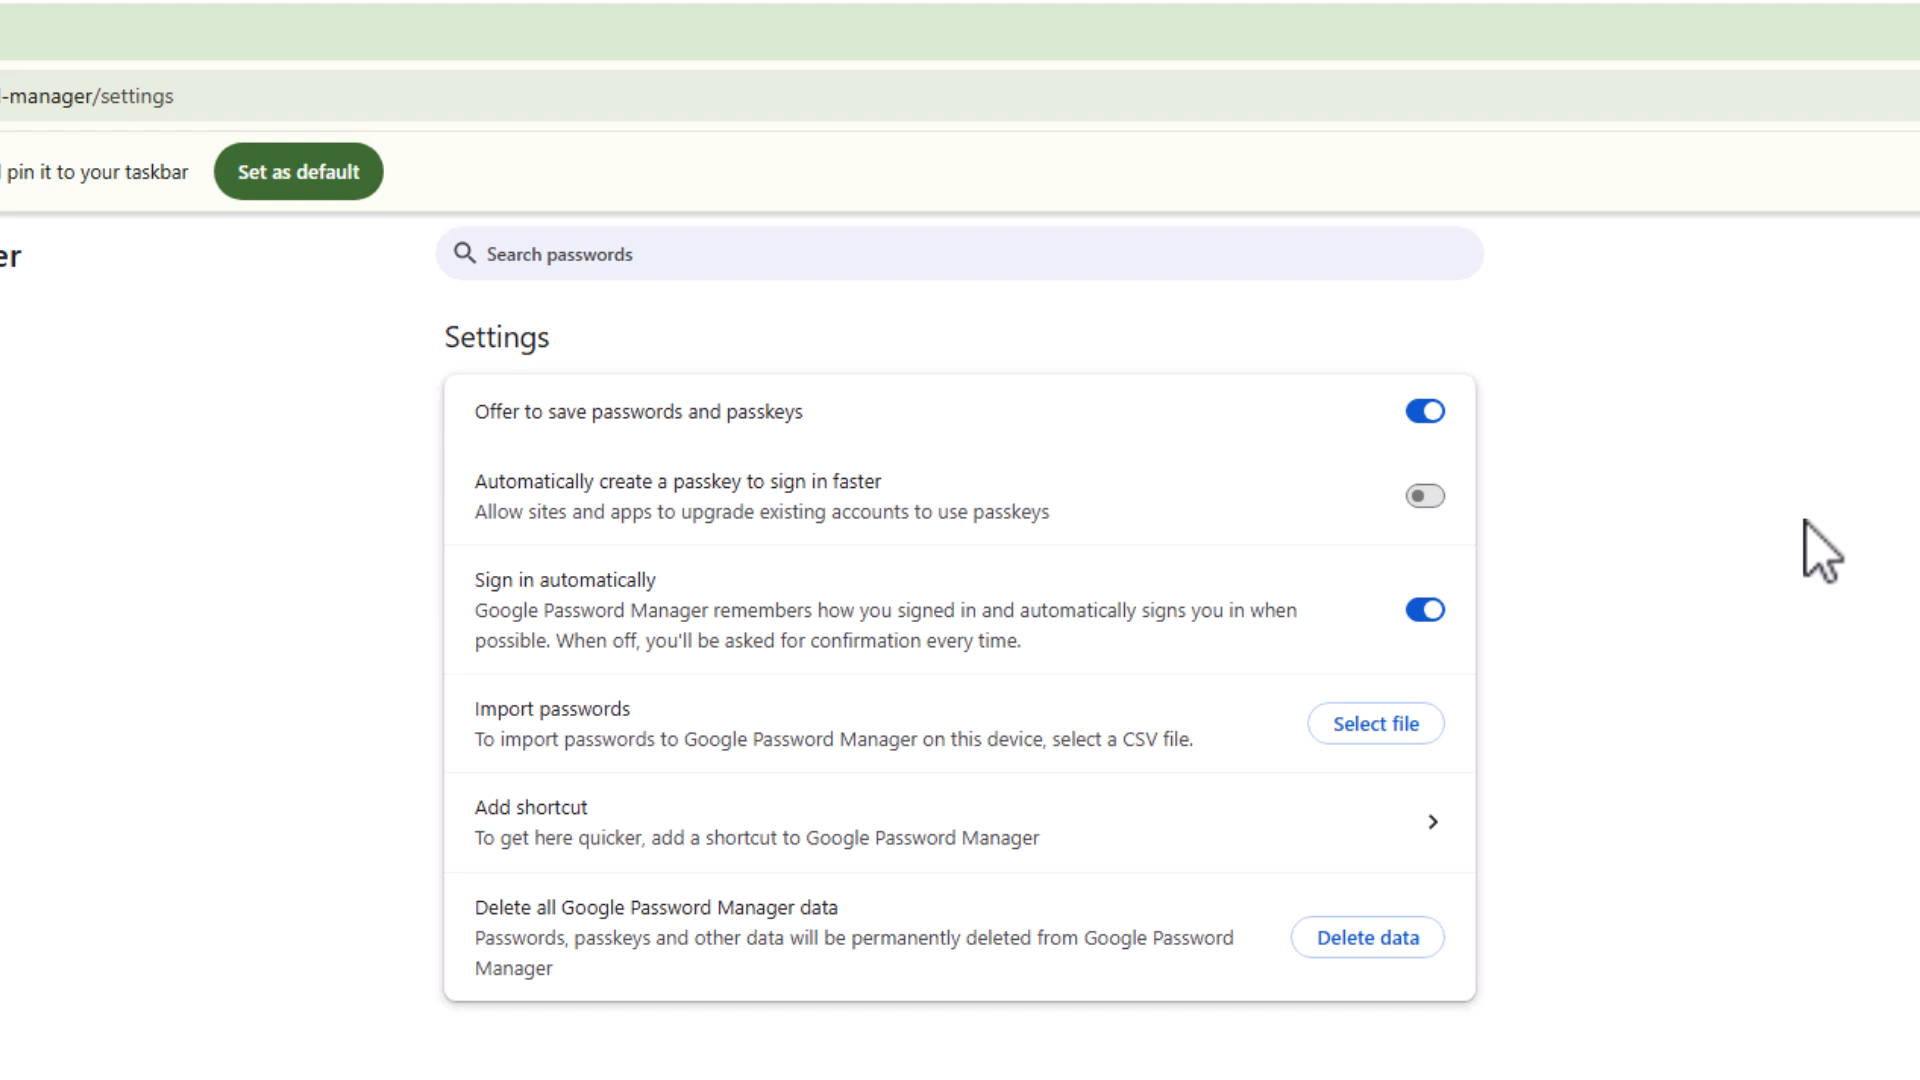 -manager/settings
pin it to your taskbar
Set as default
er
Search passwords
Settings
Offer to save passwords and passkeys
Automatically create a passkey to sign in faster
Allow sites and apps to upgrade existing accounts to use passkeys
Sign in automatically
Google Password Manager remembers how you signed in and automatically signs you in when
possible. When off, you'll be asked for confirmation every time.
Import passwords
To import passwords to Google Password Manager on this device, select a CSV file.
Select file
Add shortcut
To get here quicker, add a shortcut to Google Password Manager
Delete all Google Password Manager data
Passwords, passkeys and other data will be permanently deleted from Google Password
Manager
Delete data